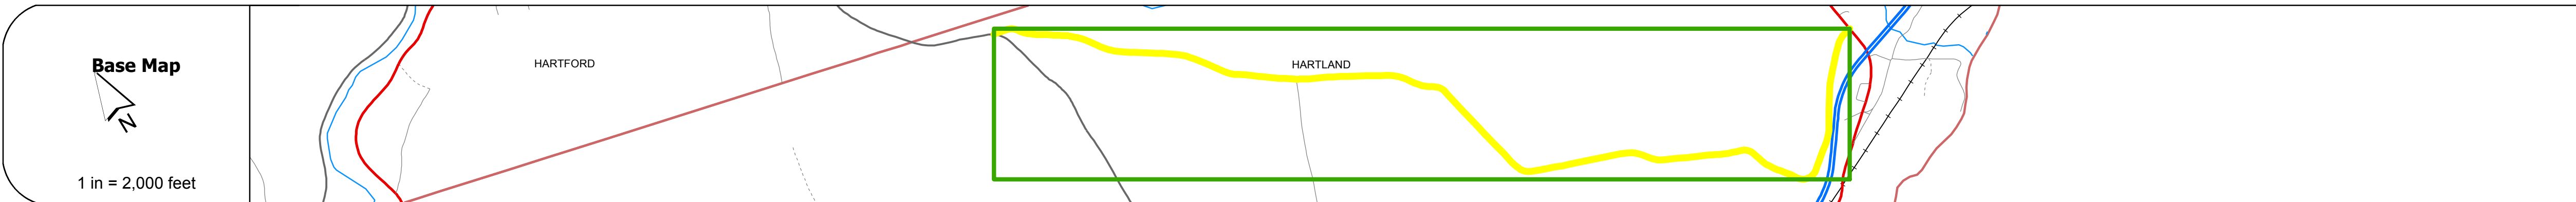 Base Map
N
1 in = 2,000 feet
HARTFORD
HARTLAND